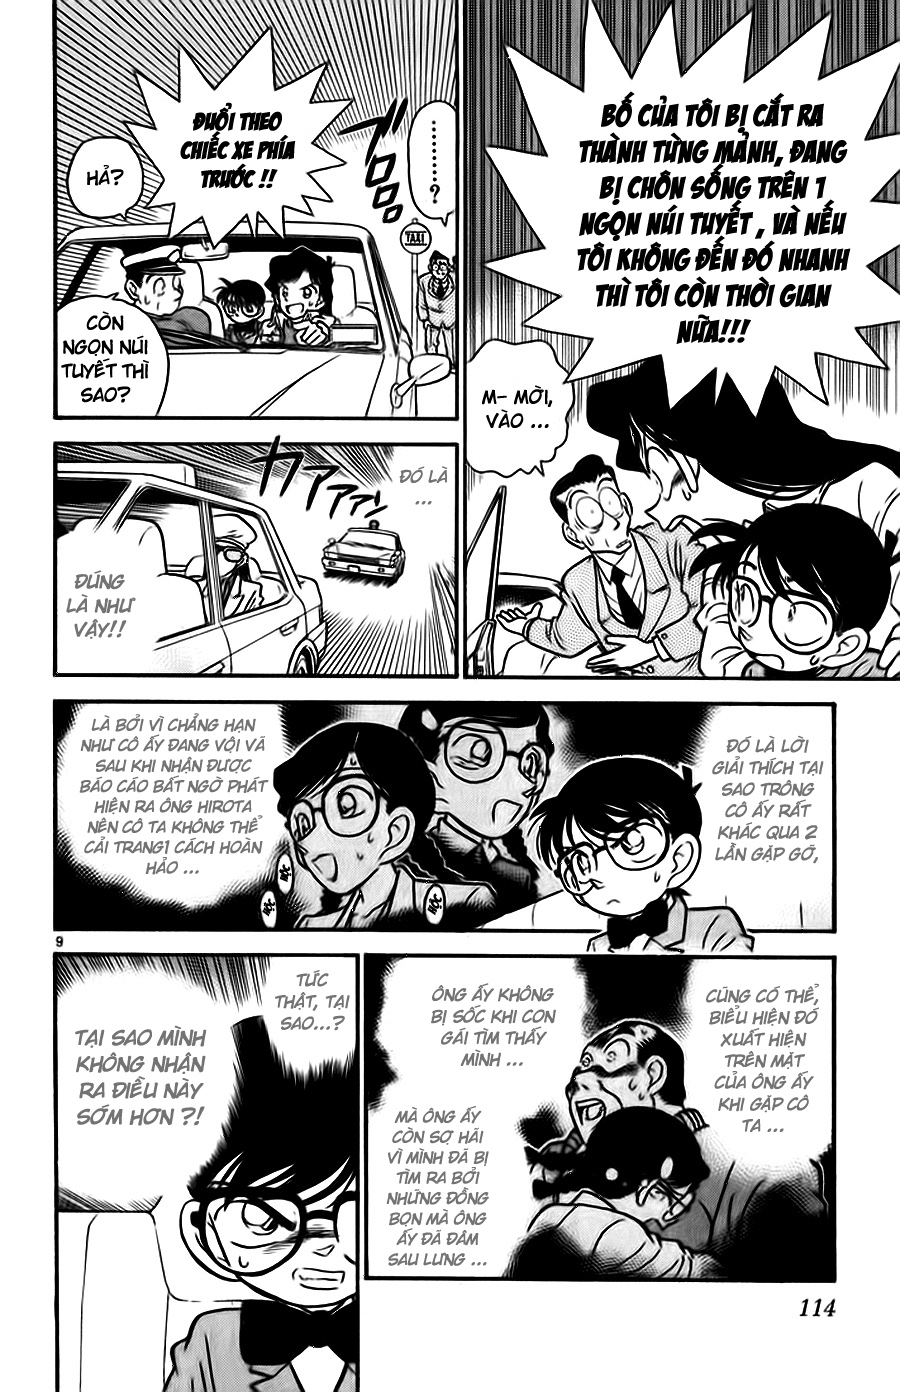 BỐ CỦA TÔI BỊ CẮT RA
THÀNH TỪNG MẢNH, ĐANG
BỊ CHÔN SỐNG TRÊN 1
NGỌN NÚI TUYẾT , VÀ NẾU
TÔI KHÔNG ĐẾN ĐÓ NHANH
THÌ TÔI CÒN THỜI GIAN
NỮA!!!
M- MỜI,
VÀO ...
.......?
TAXI
ĐUỔI THEO
CHIẾC XE PHÍA
TRƯỚC !!
HẢ?
CÒN
NGỌN NÚI
TUYẾT THÌ
SAO?
ĐÓ LÀ
...
ĐÚNG
LÀ NHƯ
VẬY!!
ĐÓ LÀ LỜI
GIẢI THÍCH TẠI
SAO TRÔNG
CÔ ẤY RẤT
KHÁC QUA 2
LẦN GẶP GỠ,
LÀ BỞI VÌ CHẲNG HẠN
NHƯ CÔ ẤY ĐANG VỘI VÃ
SAU KHI NHẬN ĐƯỢC
BÁO CÁO BẤT NGỜ PHÁT
HIỆN RA ÔNG HIROTA
NÊN CÔ TA KHÔNG THỂ
CẢI TRANG1 CÁCH HOÀN
HẢO ...
CŨNG CÓ THỂ,
BIỂU HIỆN ĐÓ
XUẤT HIỆN
TRÊN MẶT
CỦA ÔNG ẤY
KHI GẶP CÔ
TA ...
ÔNG ẤY KHÔNG
BỊ SỐC KHI CON
GÁI TÌM THẤY
MÌNH ...
MÀ ÔNG ẤY
CÒN SỢ HÃI
VÌ MÌNH ĐÃ BỊ
TÌM RA BỞI
NHỮNG ĐỒNG
BỌN MÀ ÔNG
ẤY ĐÃ ĐÂM
SAU LƯNG ...
9
TỨC
THẬT, TẠI
SAO...?
TẠI SAO MÌNH
KHÔNG NHẬN
RA ĐIỀU NÀY
SỚM HƠN ?!
114